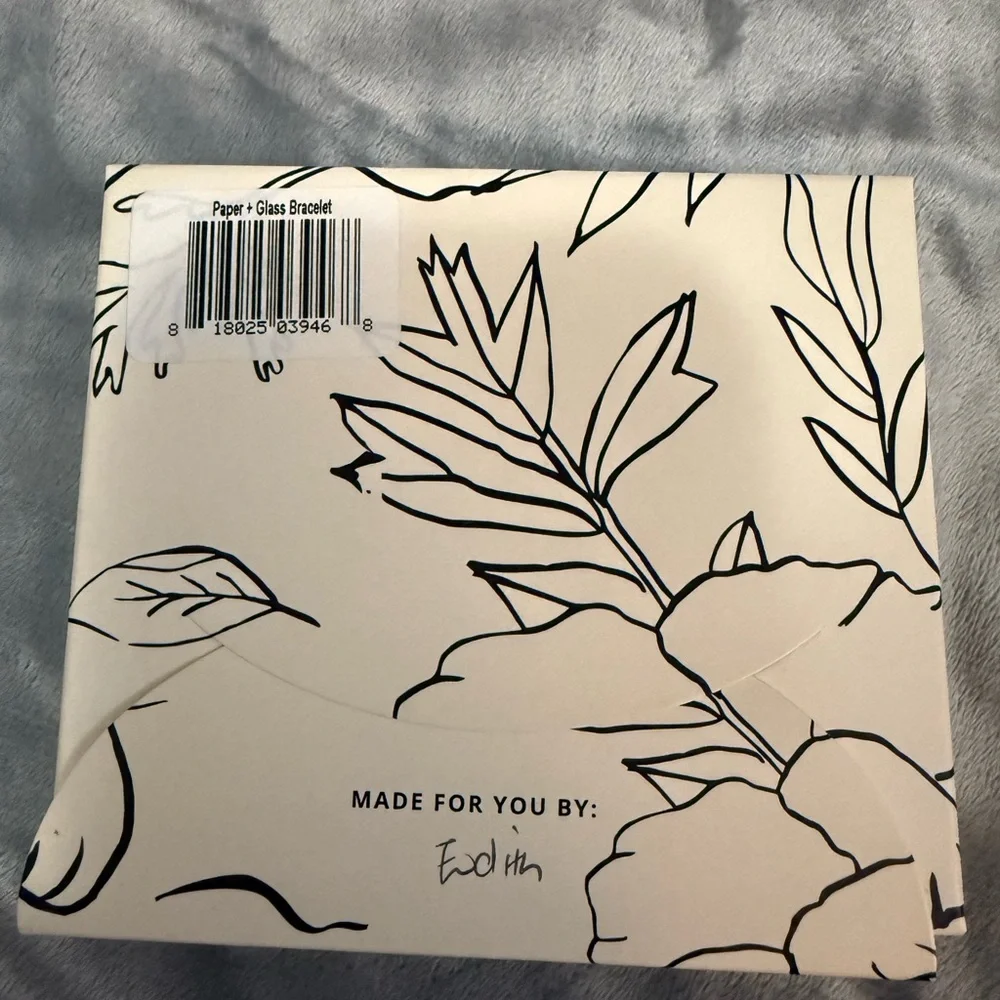 Paper + Glass Bracelet
8 18025 03946 8
MADE FOR YOU BY:
Edith